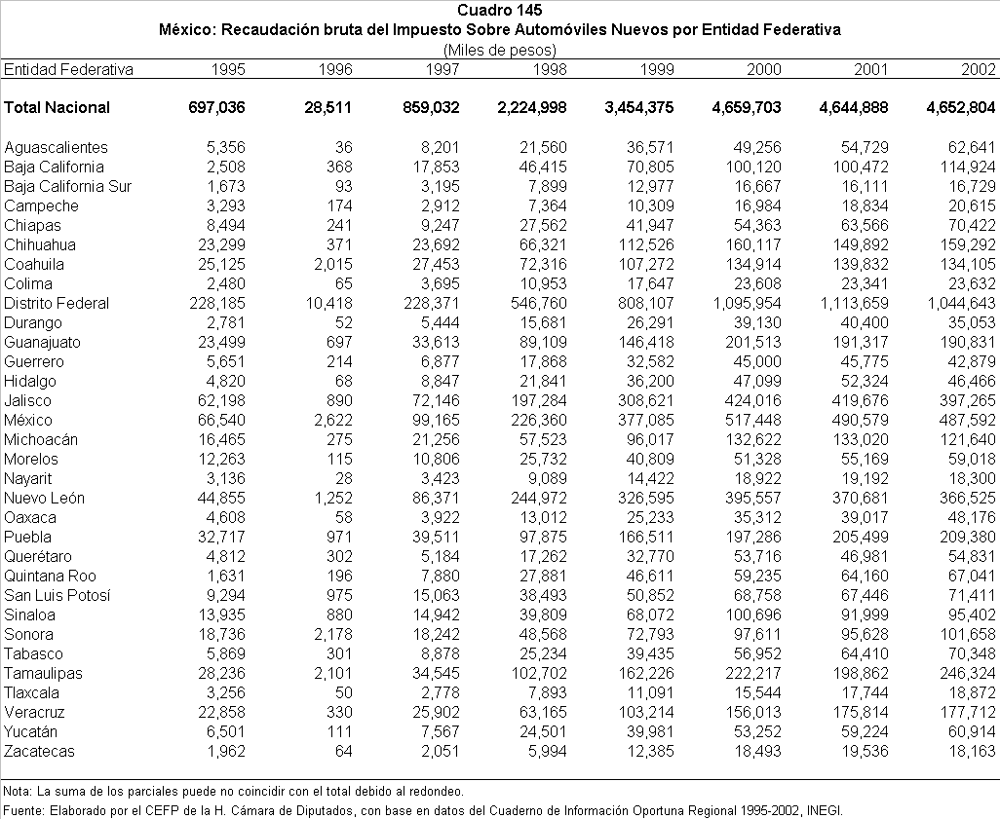 Cuadro 145
México: Recaudación bruta del Impuesto Sobre Automóviles Nuevos por Entidad Federativa
(Miles de pesos)
Entidad Federativa 1995 1996 1997 1998 1999 2000 2001 2002
Total Nacional 697,036 28,511 859,032 2,224,998 3,454,375 4,659,703 4,644,888 4,652,804
Aguascalientes 5,356 36 8,201 21,560 36,571 49,256 54,729 62,641
Baja California 2,508 368 17,853 46,415 70,805 100,120 100,472 114,924
Baja California Sur 1,673 93 3,195 7,899 12,977 16,667 16,111 16,729
Campeche 3,293 174 2,912 7,364 10,309 16,984 18,834 20,615
Chiapas 8,494 241 9,247 27,562 41,947 54,363 63,566 70,422
Chihuahua 23,299 371 23,692 66,321 112,526 160,117 149,892 159,292
Coahuila 25,125 2,015 27,453 72,316 107,272 134,914 139,832 134,105
Colima 2,480 65 3,695 10,953 17,647 23,608 23,341 23,632
Distrito Federal 228,185 10,418 228,371 546,760 808,107 1,095,954 1,113,659 1,044,643
Durango 2,781 52 5,444 15,681 26,291 39,130 40,400 35,053
Guanajuato 23,499 697 33,613 89,109 146,418 201,513 191,317 190,831
Guerrero 5,651 214 6,877 17,868 32,582 45,000 45,775 42,879
Hidalgo 4,820 68 8,847 21,841 36,200 47,099 52,324 46,466
Jalisco 62,198 890 72,146 197,284 308,621 424,016 419,676 397,265
México 66,540 2,622 99,165 226,360 377,085 517,448 490,579 487,592
Michoacán 16,465 275 21,256 57,523 96,017 132,622 133,020 121,640
Morelos 12,263 115 10,806 25,732 40,809 51,328 55,169 59,018
Nayarit 3,136 28 3,423 9,089 14,422 18,922 19,192 18,300
Nuevo León 44,855 1,252 86,371 244,972 326,595 395,557 370,681 366,525
Oaxaca 4,608 58 3,922 13,012 25,233 35,312 39,017 48,176
Puebla 32,717 971 39,511 97,875 166,511 197,286 205,499 209,380
Querétaro 4,812 302 5,184 17,262 32,770 53,716 46,981 54,831
Quintana Roo 1,631 196 7,880 27,881 46,611 59,235 64,160 67,041
San Luis Potosí 9,294 975 15,063 38,493 50,852 68,758 67,446 71,411
Sinaloa 13,935 880 14,942 39,809 68,072 100,696 91,999 95,402
Sonora 18,736 2,178 18,242 48,568 72,793 97,611 95,628 101,658
Tabasco 5,869 301 8,878 25,234 39,435 56,952 64,410 70,348
Tamaulipas 28,236 2,101 34,545 102,702 162,226 222,217 198,862 246,324
Tlaxcala 3,256 50 2,778 7,893 11,091 15,544 17,744 18,872
Veracruz 22,858 330 25,902 63,165 103,214 156,013 175,814 177,712
Yucatán 6,501 111 7,567 24,501 39,981 53,252 59,224 60,914
Zacatecas 1,962 64 2,051 5,994 12,385 18,493 19,536 18,163
Nota: La suma de los parciales puede no coincidir con el total debido al redondeo.
Fuente: Elaborado por el CEFP de la H. Cámara de Diputados, con base en datos del Cuaderno de Información Oportuna Regional 1995-2002, INEGI.